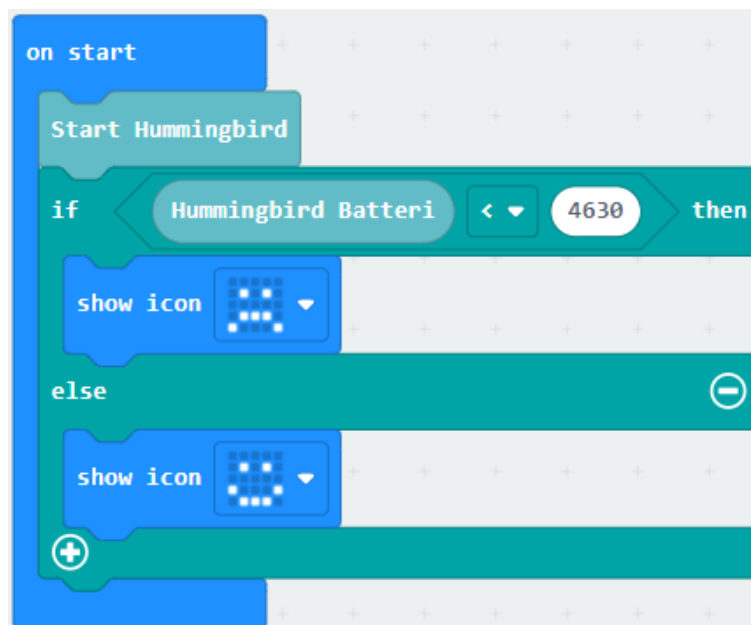 on start
Start Hummingbird
if Hummingbird Batteri < 4630 then
show icon
else
show icon